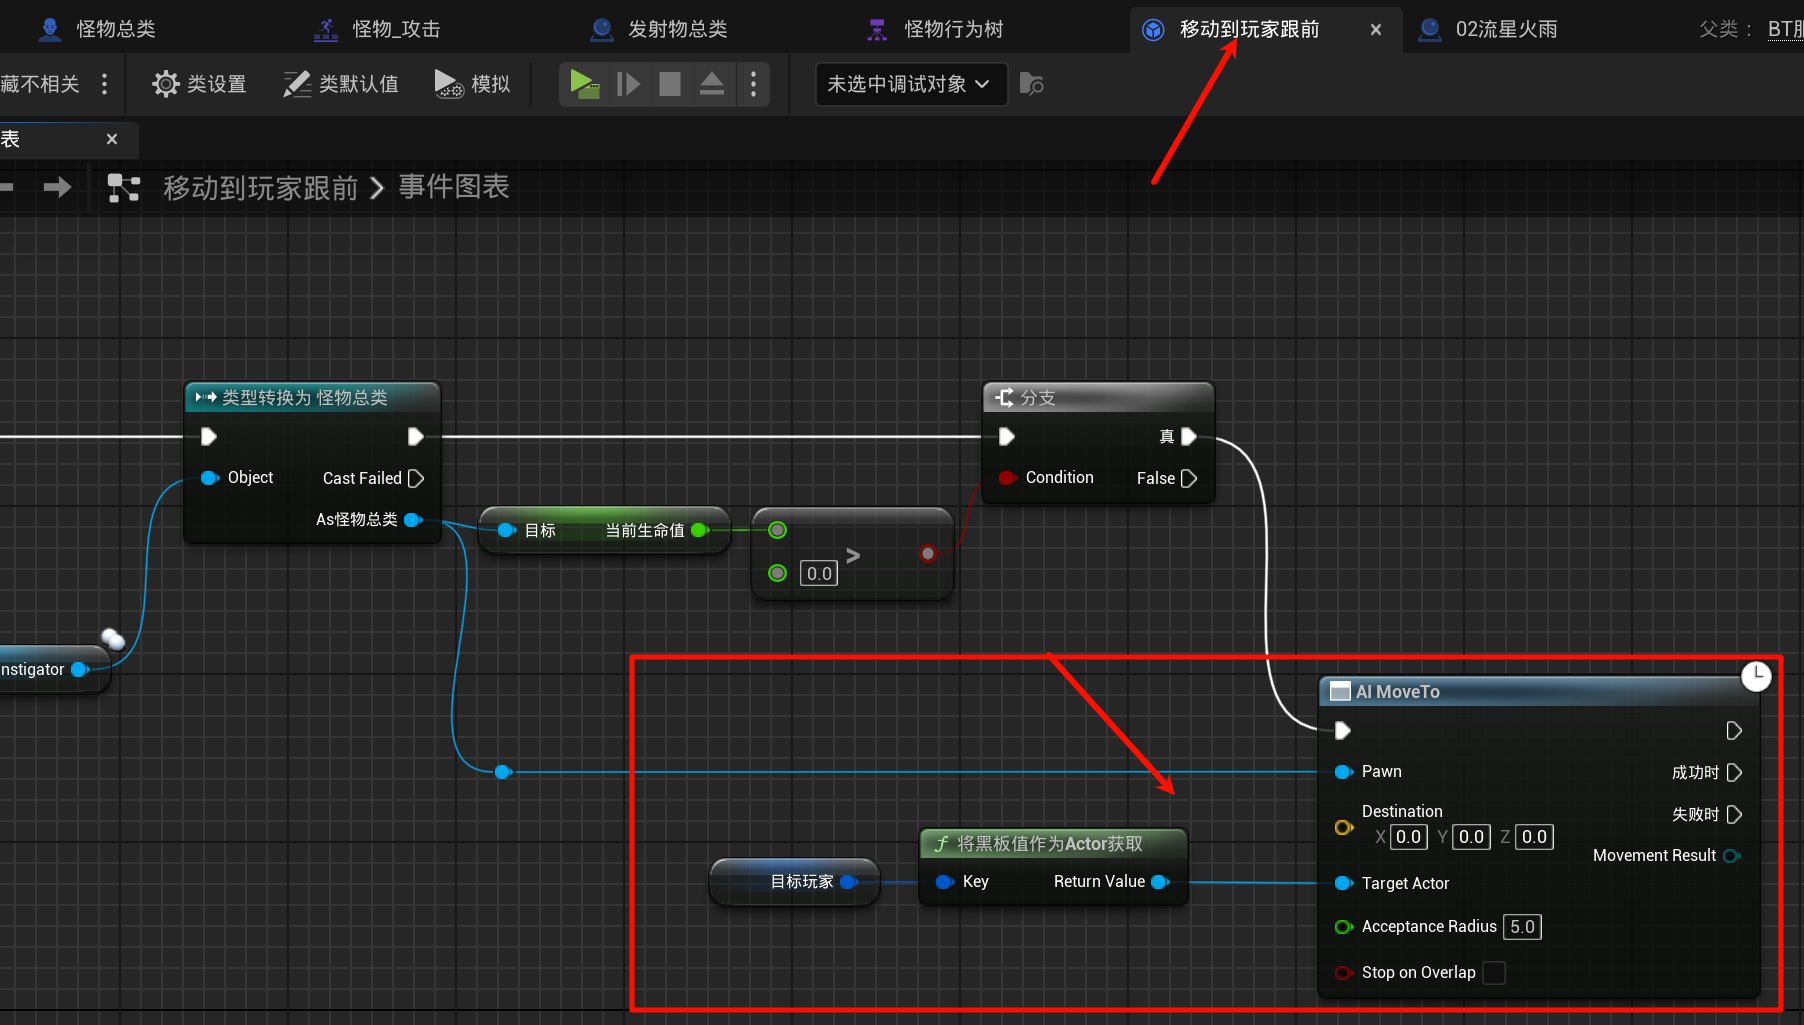 怪物总类
怪物_攻击
发射物总类
怪物行为树
移动到玩家跟前
02流星火雨
父类：
藏不相关
类设置
类默认值
模拟
未选中调试对象
表
移动到玩家跟前 > 事件图表
类型转换为 怪物总类
Object
Cast Failed
As怪物总类
分支
真
Condition
False
目标
当前生命值
0.0
>
nstigator
AI MoveTo
Pawn
成功时
Destination
X 0.0 Y 0.0 Z 0.0
失败时
Movement Result
Target Actor
Acceptance Radius 5.0
Stop on Overlap
f 将黑板值作为Actor获取
目标玩家
Key
Return Value